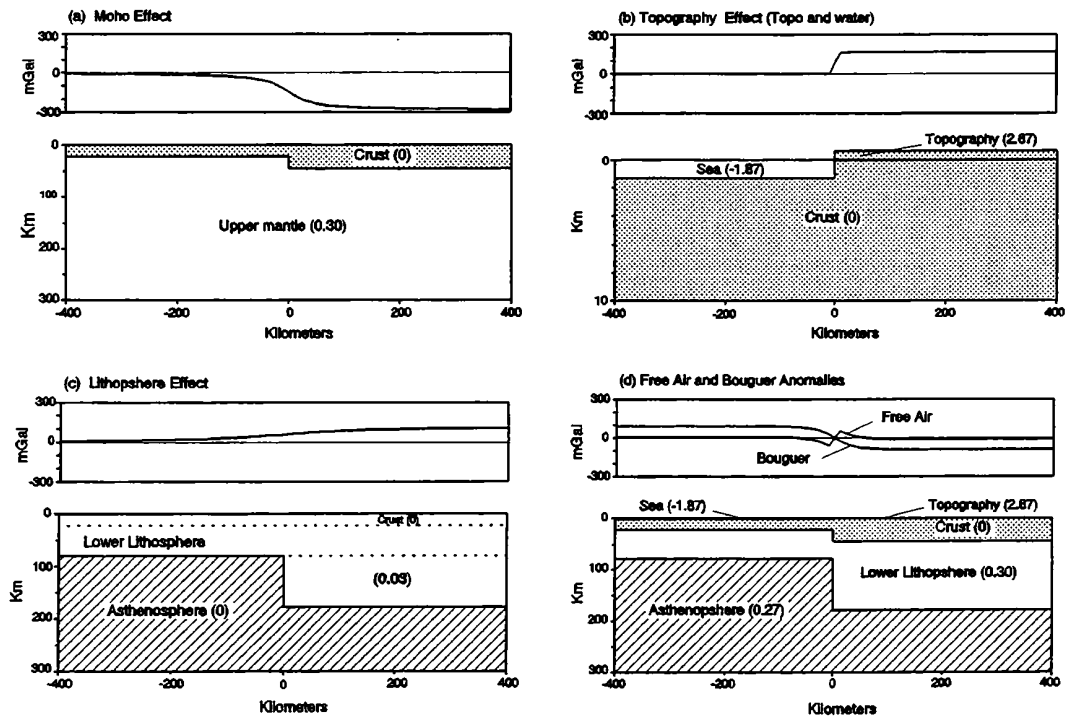 (a) Moho Effect
300
0
-300
mGal
0
100
200
300
Km
Crust (0)
Upper mantle (0.30)
-400
-200
0
200
400
Kilometers
(b) Topography Effect (Topo and water)
300
0
-300
mGal
Topography (2.67)
0
Sea (-1.67)
Crust (0)
Km
10
-400
-200
0
200
400
Kilometers
(c) Lithopshere Effect
300
0
-300
mGal
0
100
200
300
Km
Crust (0)
Lower Lithosphere
(0.03)
Asthenosphere (0)
-400
-200
0
200
400
Kilometers
(d) Free Air and Bouguer Anomalies
300
0
-300
mGal
Free Air
Bouguer
Sea (-1.67)
Topography (2.67)
0
100
200
300
Km
Crust (0)
Lower Lithopshere (0.30)
Asthenopshere (0.27)
-400
-200
0
200
400
Kilometers